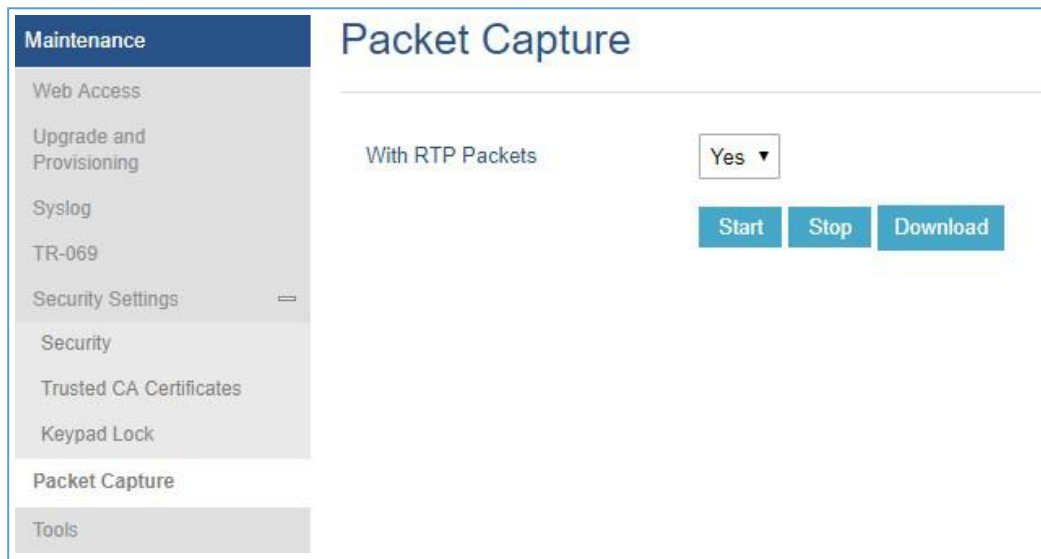 Maintenance
Web Access
Upgrade and
Provisioning
Syslog
TR-069
Security Settings
Security
Trusted CA Certificates
Keypad Lock
Packet Capture
Tools
Packet Capture
With RTP Packets
Yes
Start
Stop
Download